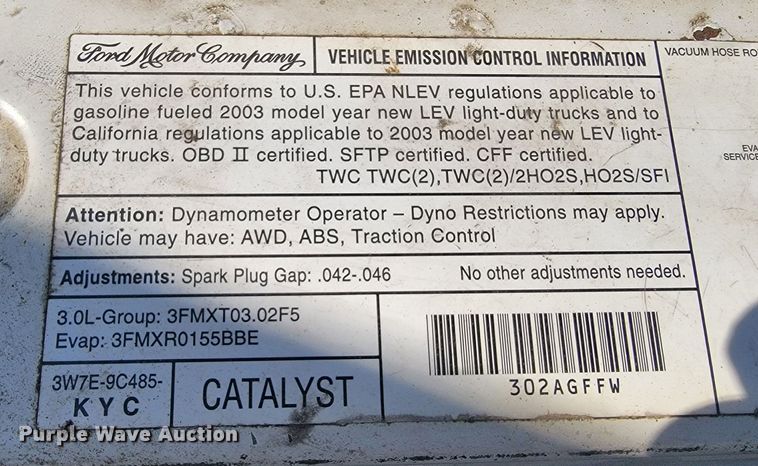 Ford Motor Company
VEHICLE EMISSION CONTROL INFORMATION
VACUUM HOSE RO
This vehicle conforms to U.S. EPA NLEV regulations applicable to
gasoline fueled 2003 model year new LEV light-duty trucks and to
California regulations applicable to 2003 model year new LEV light-
duty trucks. OBD II certified. SFTP certified. CFF certified.
TWC TWC(2),TWC(2)/2HO2S,HO2S/SFI
EVA
SERVICE
Attention: Dynamometer Operator – Dyno Restrictions may apply.
Vehicle may have: AWD, ABS, Traction Control
Adjustments: Spark Plug Gap: .042-.046 No other adjustments needed.
3.0L-Group: 3FMXT03.02F5
Evap: 3FMXR0155BBE
3W7E-9C485-
KYC
CATALYST
302AGFFW
Purple Wave Auction